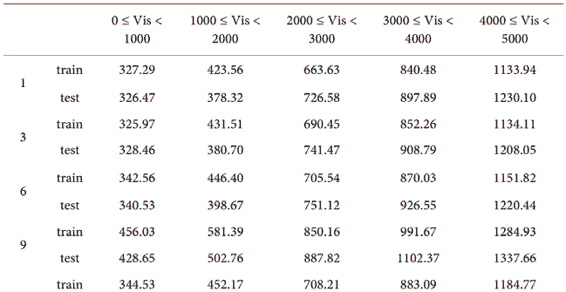 0 ≤ Vis < 1000 1000 ≤ Vis < 2000 2000 ≤ Vis < 3000 3000 ≤ Vis < 4000 4000 ≤ Vis < 5000
1 train 327.29 423.56 663.63 840.48 1133.94
test 326.47 378.32 726.58 897.89 1230.10
3 train 325.97 431.51 690.45 852.26 1134.11
test 328.46 380.70 741.47 908.79 1208.05
6 train 342.56 446.40 705.54 870.03 1151.82
test 340.53 398.67 751.12 926.55 1220.44
9 train 456.03 581.39 850.16 991.67 1284.93
test 428.65 502.76 887.82 1102.37 1337.66
train 344.53 452.17 708.21 883.09 1184.77